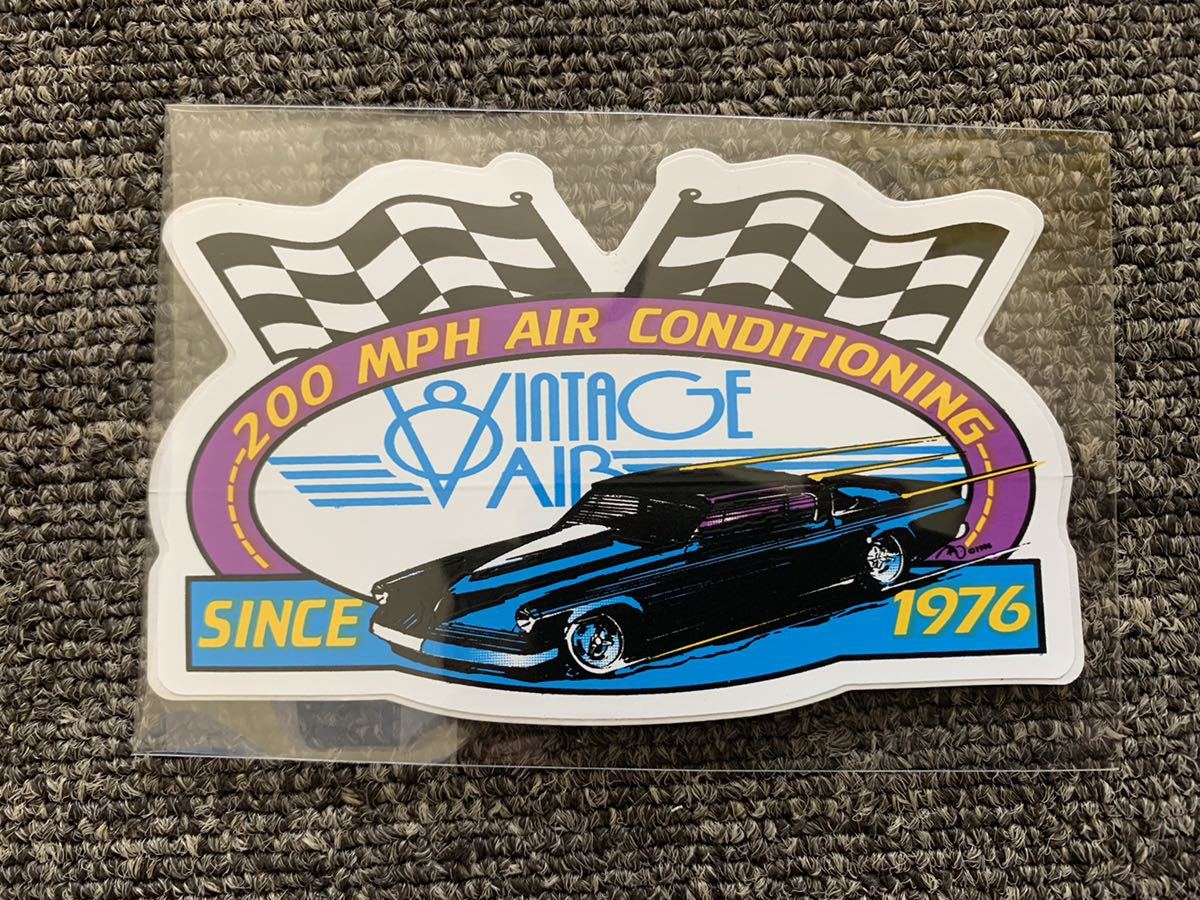 200 MPH AIR CONDITIONING
VINTAGE
AIR
SINCE
1976